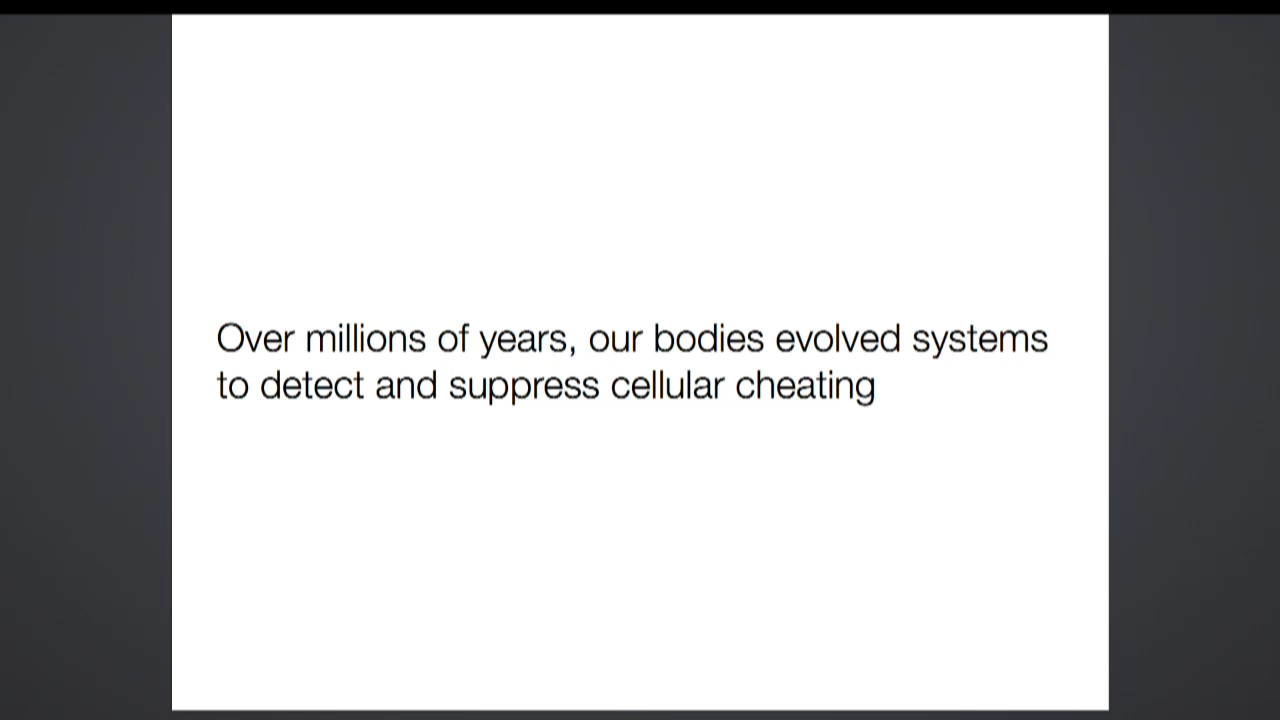 Over millions of years, our bodies evolved systems
to detect and suppress cellular cheating